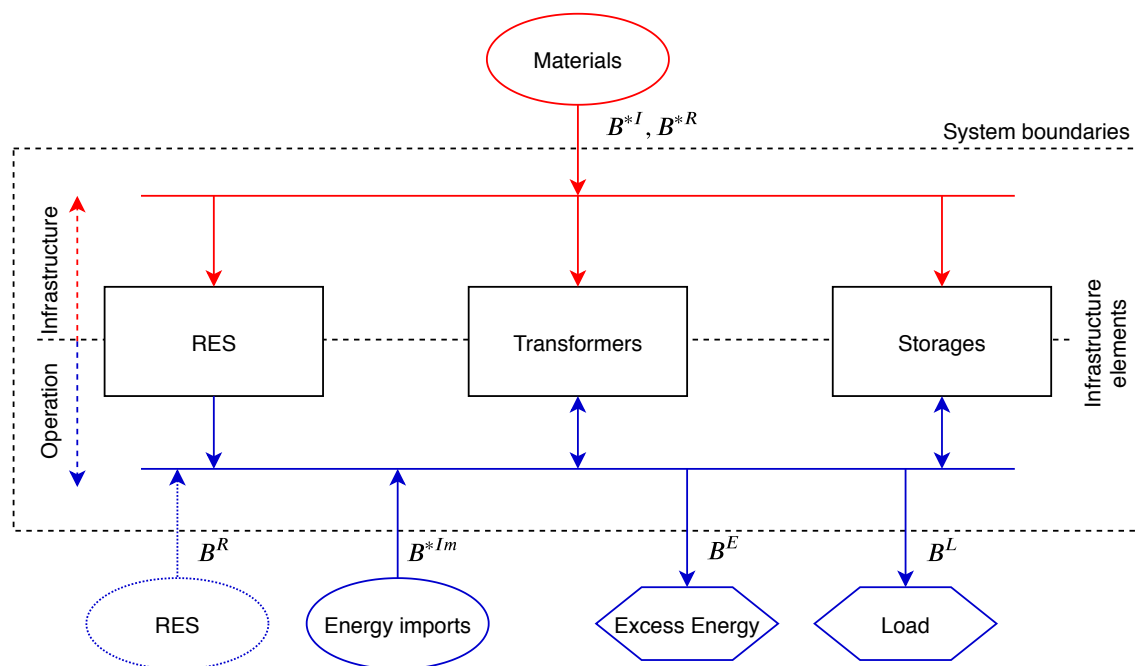 Materials
B*I, B*R
System boundaries
Infrastructure
RES
Transformers
Storages
Infrastructure
elements
Operation
B^R
B*Im
B^E
B^L
RES
Energy imports
Excess Energy
Load